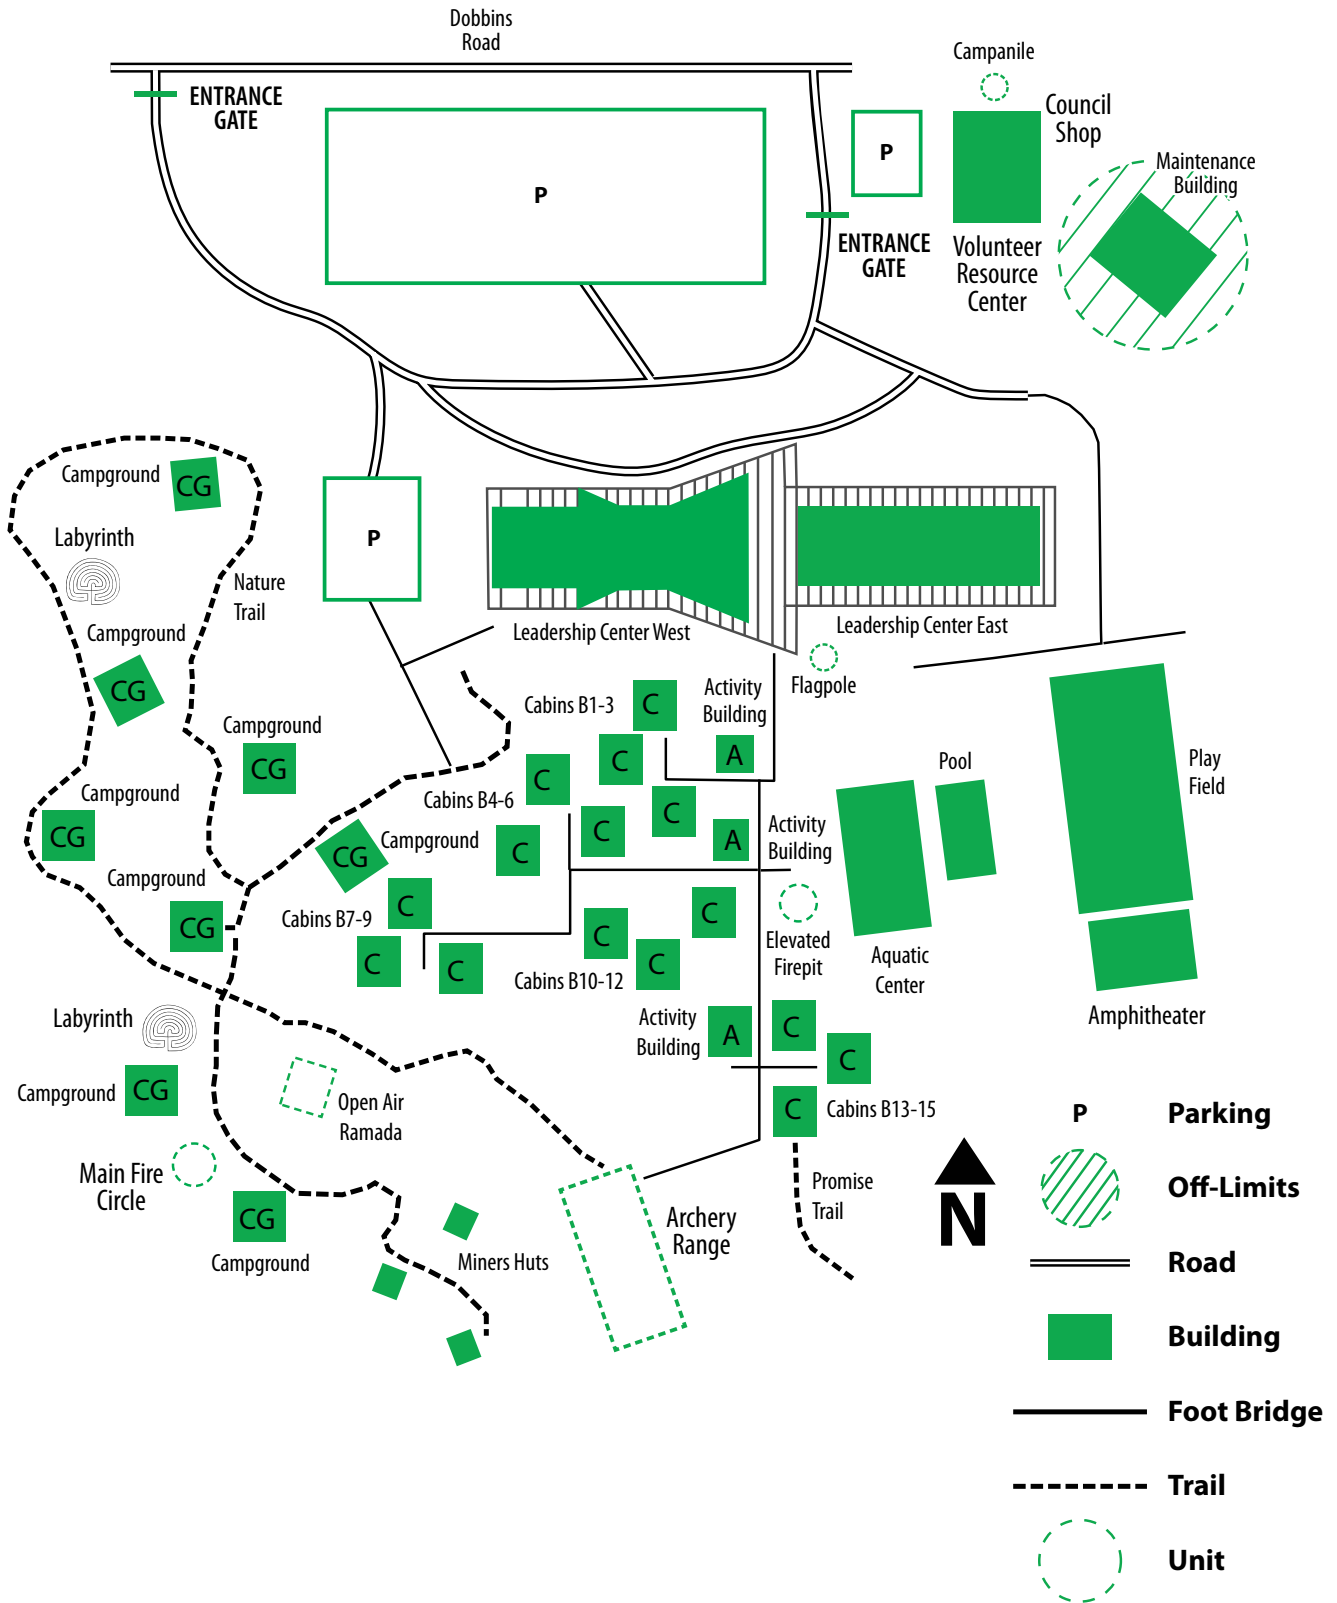 Dobbins
Road
Campanile
ENTRANCE
GATE
Council
Shop
P
P
Maintenance
Building
ENTRANCE
GATE
Volunteer
Resource
Center
Campground
CG
Labyrinth
P
Nature
Trail
Leadership Center West
Leadership Center East
Campground
CG
Flagpole
Cabins B1-3
C
Activity
Building
A
Campground
CG
C
C
Pool
Play
Field
Campground
CG
Cabins B4-6
C
C
C
A
Activity
Building
Campground
CG
Campground
CG
Cabins B7-9
C
C
C
C
C
C
Cabins B10-12
Elevated
Firepit
Aquatic
Center
Labyrinth
Activity
Building
A
C
C
C
Cabins B13-15
Amphitheater
Campground
CG
Open Air
Ramada
Main Fire
Circle
CG
Campground
Miners Huts
Archery
Range
Promise
Trail
N
P
Parking
Off-Limits
Road
Building
Foot Bridge
Trail
Unit